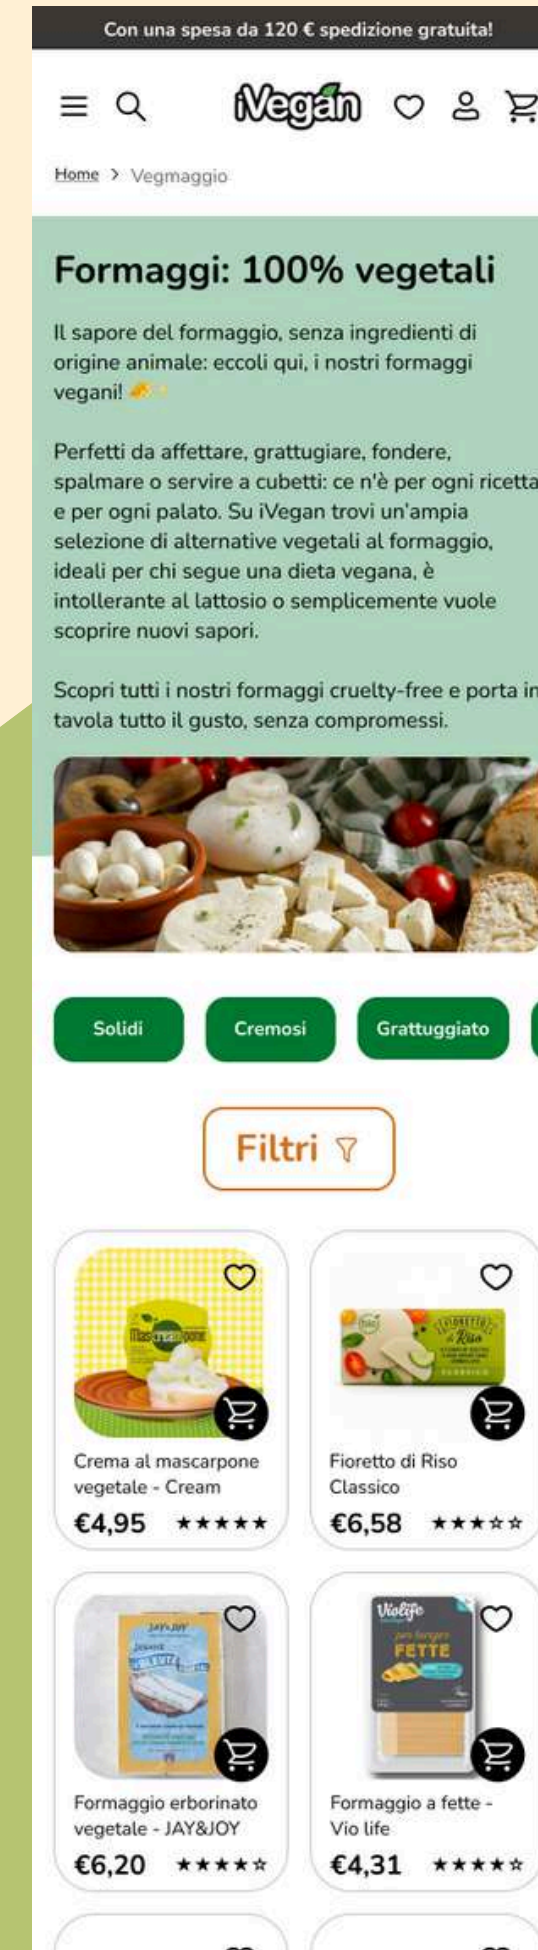 Con una spesa da 120 € spedizione gratuita!
iVegan
Home > Vegmaggio
Formaggi: 100% vegetali
Il sapore del formaggio, senza ingredienti di
origine animale: eccoli qui, i nostri formaggi
vegani! 🧀✨
Perfetti da affettare, grattugiare, fondere,
spalmare o servire a cubetti: ce n'è per ogni ricetta
e per ogni palato. Su iVegan trovi un'ampia
selezione di alternative vegetali al formaggio,
ideali per chi segue una dieta vegana, è
intollerante al lattosio o semplicemente vuole
scoprire nuovi sapori.
Scopri tutti i nostri formaggi cruelty-free e porta in
tavola tutto il gusto, senza compromessi.
Solidi Cremosi Grattuggiato
Filtri
Mascreanpone
bio FIORETTO
di Riso
CLASSICO
Crema al mascarpone
vegetale - Cream
€4,95 ★★★★★
Fioretto di Riso
Classico
€6,58 ★★★☆☆
JAY&JOY
Violife
FETTE
Formaggio erborinato
vegetale - JAY&JOY
€6,20 ★★★★☆
Formaggio a fette -
Vio life
€4,31 ★★★★☆